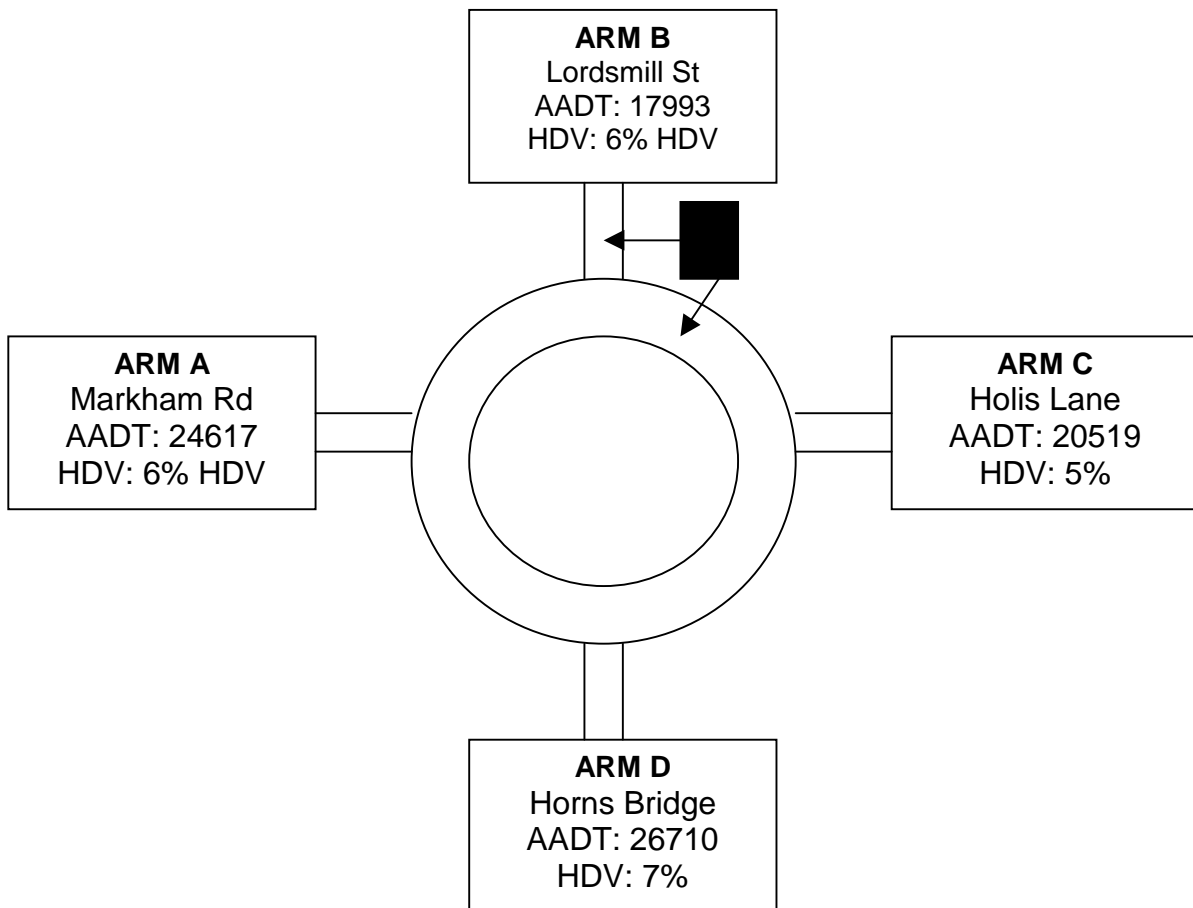 ARM B
Lordsmill St
AADT: 17993
HDV: 6% HDV
ARM A
Markham Rd
AADT: 24617
HDV: 6% HDV
ARM C
Holis Lane
AADT: 20519
HDV: 5%
ARM D
Horns Bridge
AADT: 26710
HDV: 7%